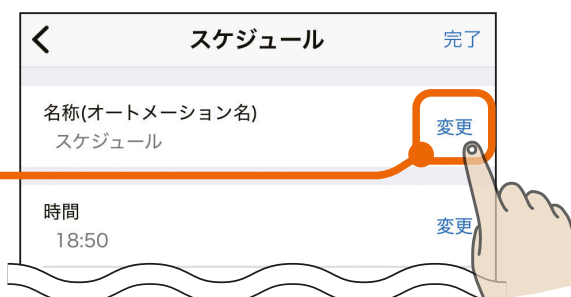 スケジュール 完了
名称(オートメーション名)
変更
スケジュール
時間
変更
18:50